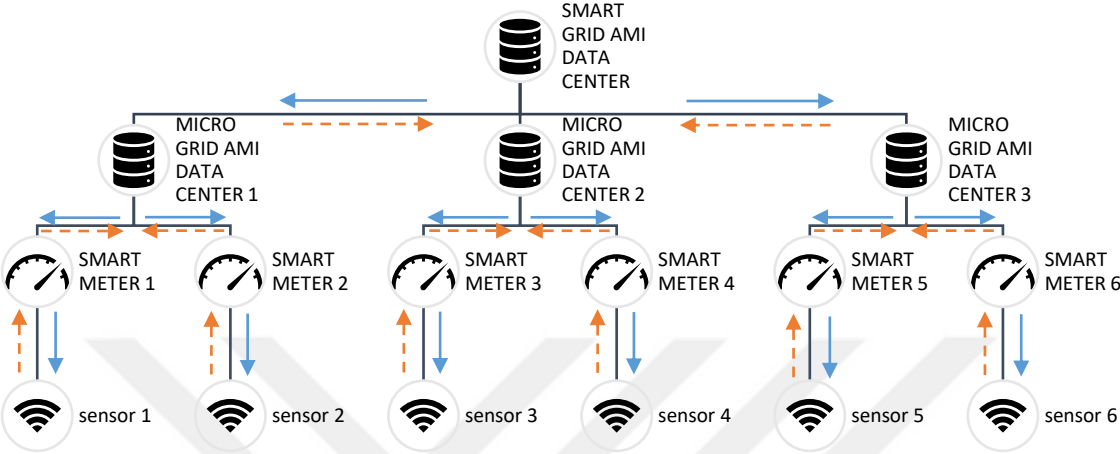 SMART
GRID AMI
DATA
CENTER
MICRO
GRID AMI
DATA
CENTER 1
MICRO
GRID AMI
DATA
CENTER 2
MICRO
GRID AMI
DATA
CENTER 3
SMART
METER 1
SMART
METER 2
SMART
METER 3
SMART
METER 4
SMART
METER 5
SMART
METER 6
sensor 1
sensor 2
sensor 3
sensor 4
sensor 5
sensor 6